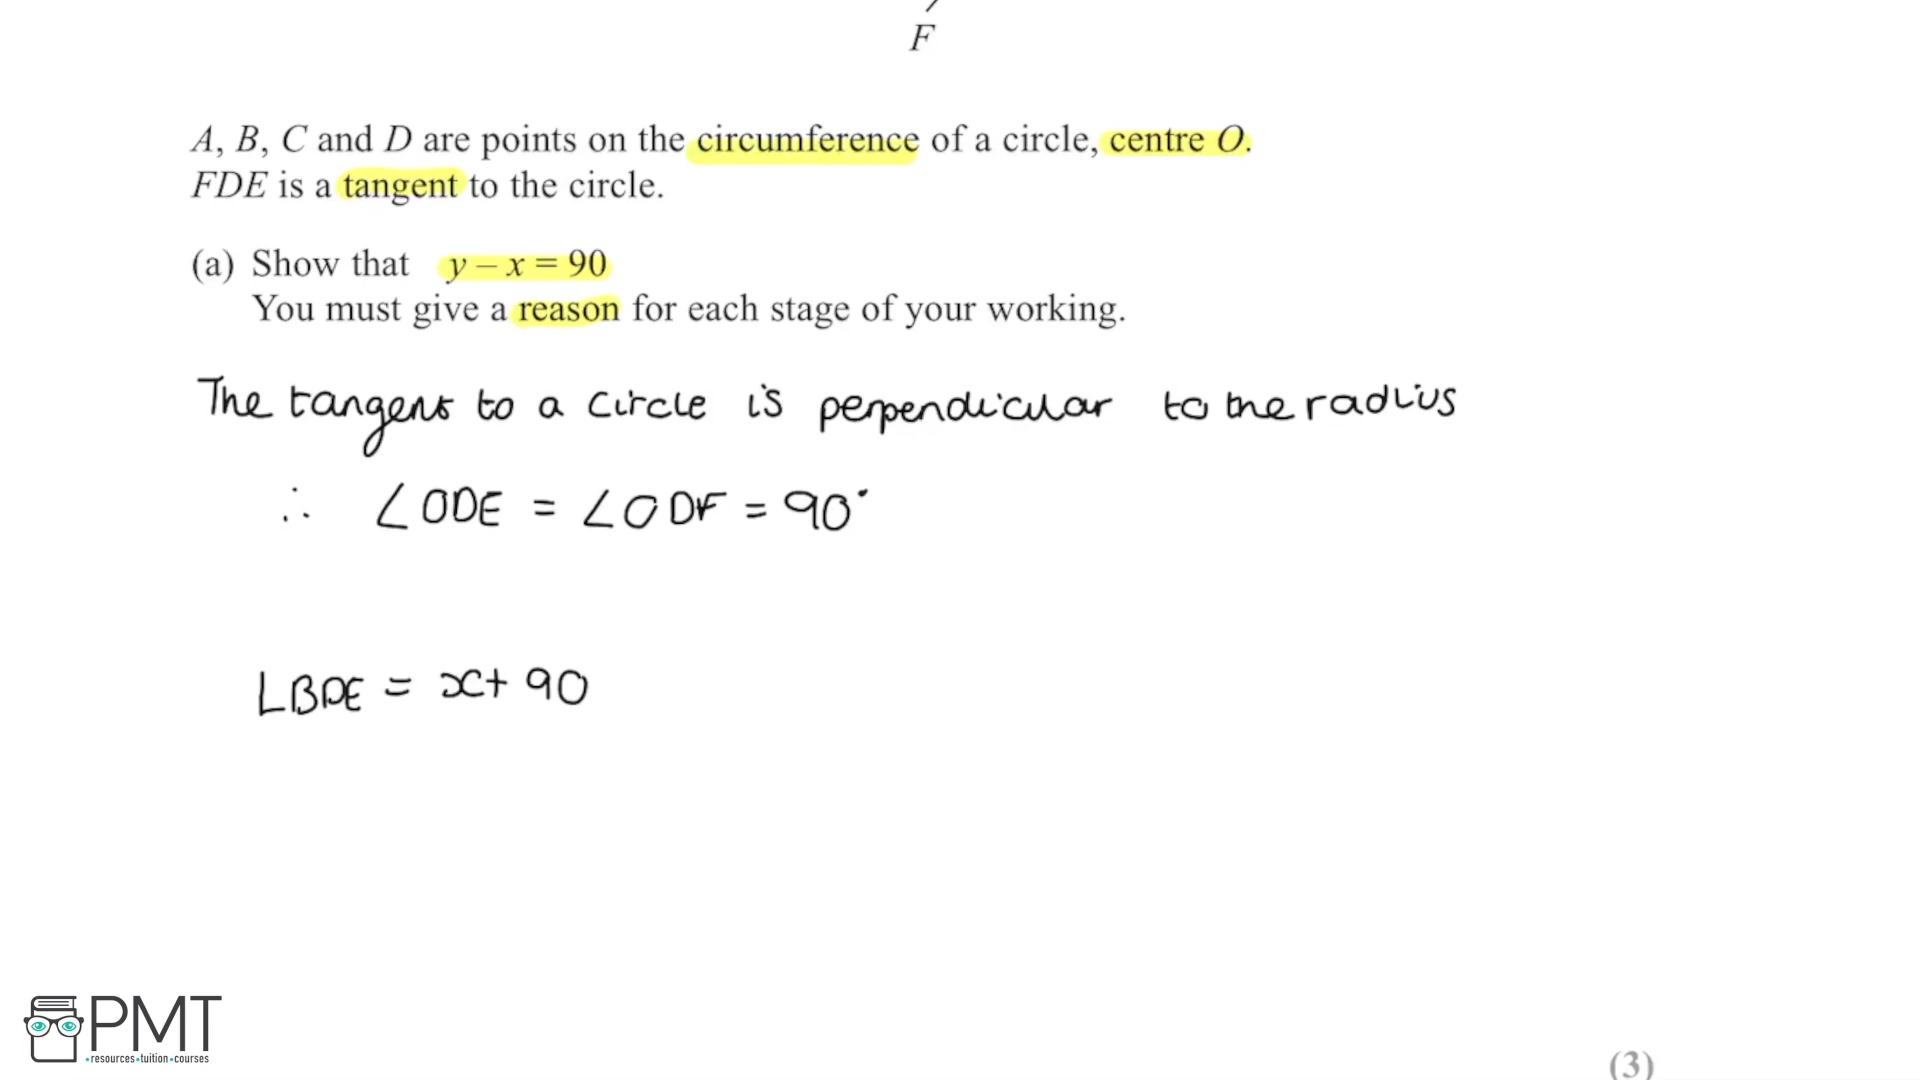 F
A, B, C and D are points on the circumference of a circle, centre O.
FDE is a tangent to the circle.
(a) Show that y – x = 90
You must give a reason for each stage of your working.
The tangent to a circle is perpendicular to the radius
∴ ∠ODE = ∠ODF = 90°
∠BDE = x + 90
PMT
•resources•tuition•courses
(3)